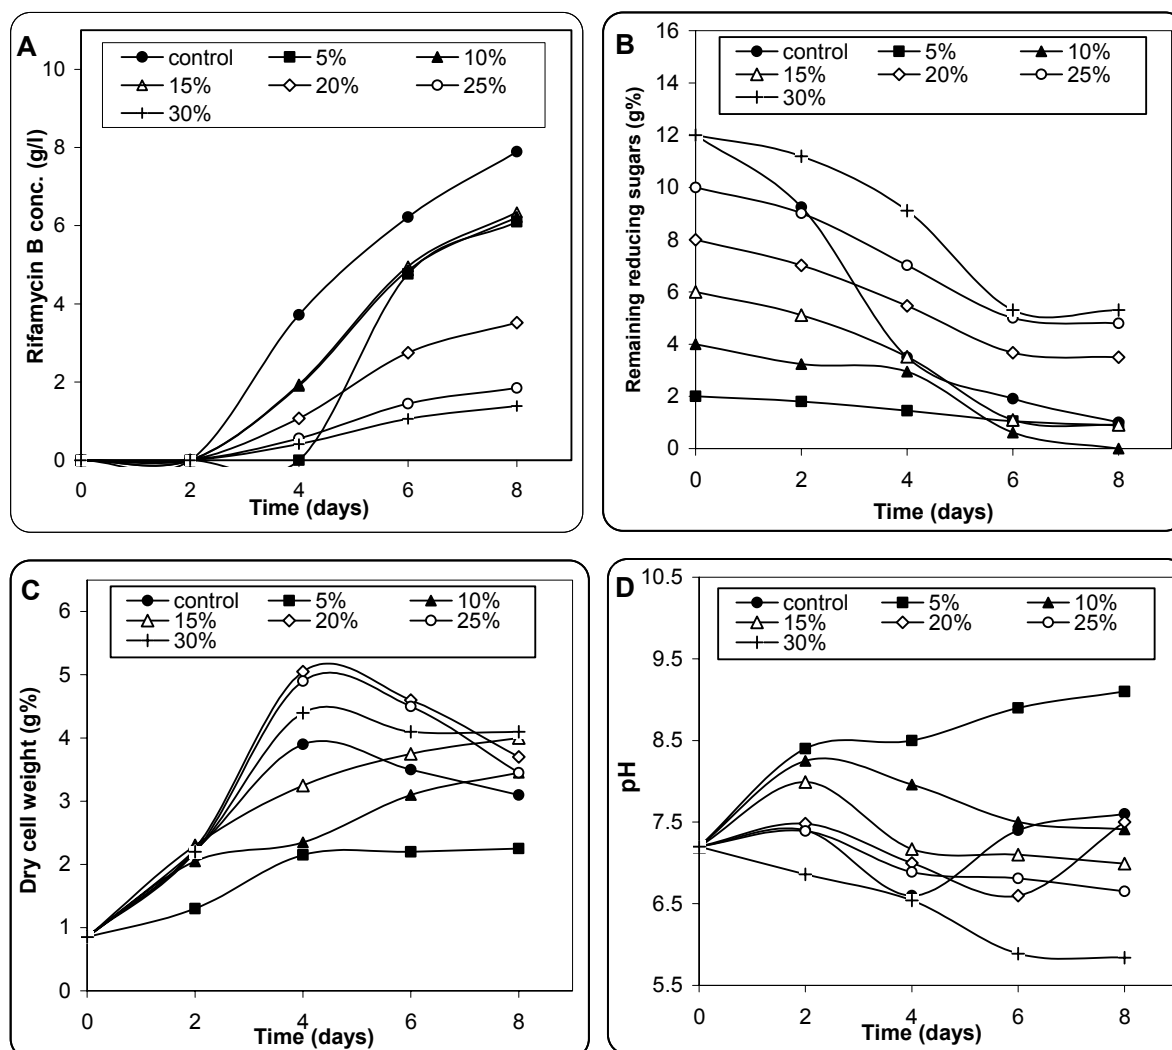 A
control 5% 10%
15% 20% 25%
30%
Rifamycin B conc. (g/l)
10
8
6
4
2
0
0 2 4 6 8
Time (days)
B
control 5% 10%
15% 20% 25%
30%
Remaining reducing sugars (g%)
16
14
12
10
8
6
4
2
0
0 2 4 6 8
Time (days)
C
control 5% 10%
15% 20% 25%
30%
Dry cell weight (g%)
6
5
4
3
2
1
0
0 2 4 6 8
Time (days)
D
control 5% 10%
15% 20% 25%
30%
pH
10.5
9.5
8.5
7.5
6.5
5.5
0 2 4 6 8
Time (days)